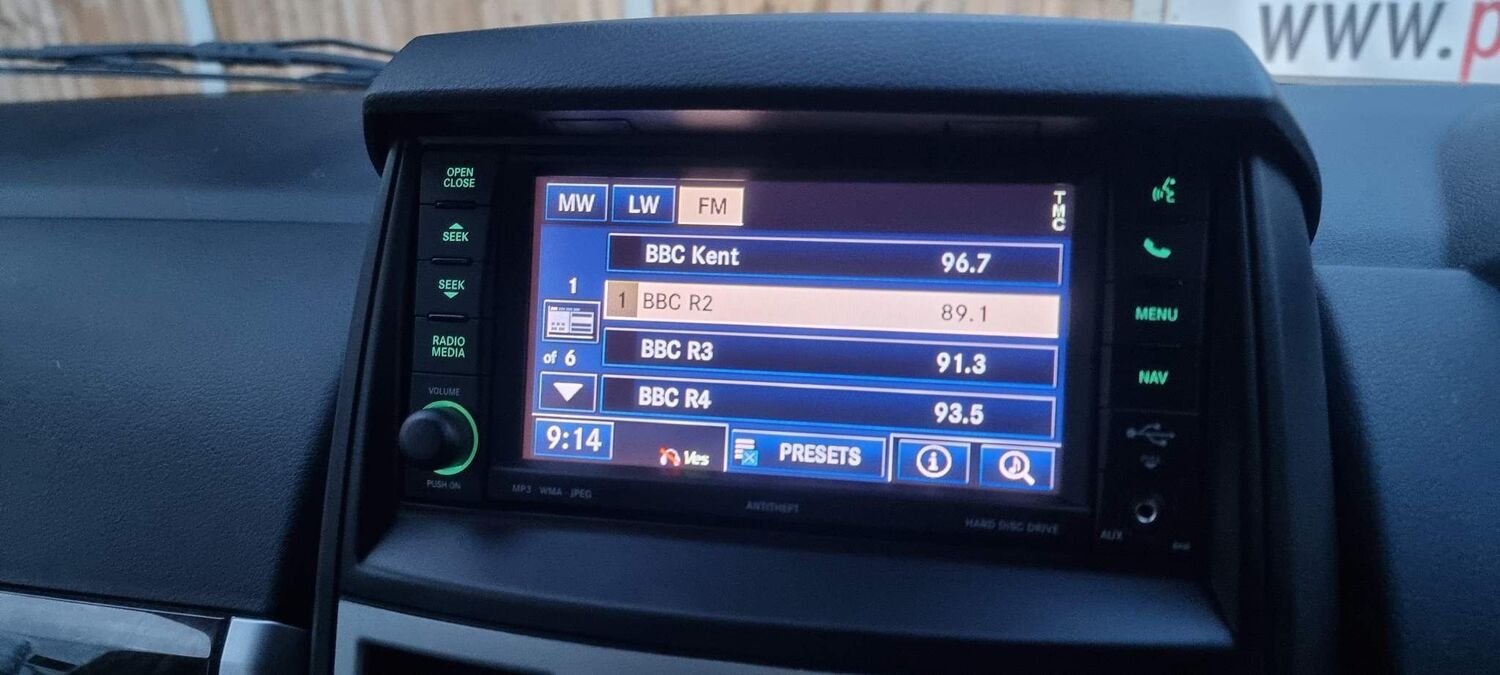 www.p
OPEN
CLOSE
SEEK
SEEK
RADIO
MEDIA
VOLUME
PUSH ON
MW LW FM
TMC
BBC Kent 96.7
1 BBC R2 89.1
BBC R3 91.3
BBC R4 93.5
1
of 6
9:14
Ves
PRESETS
MENU
NAV
MP3 · WMA · JPEG
ANTITHEFT
HARD DISC DRIVE
AUX